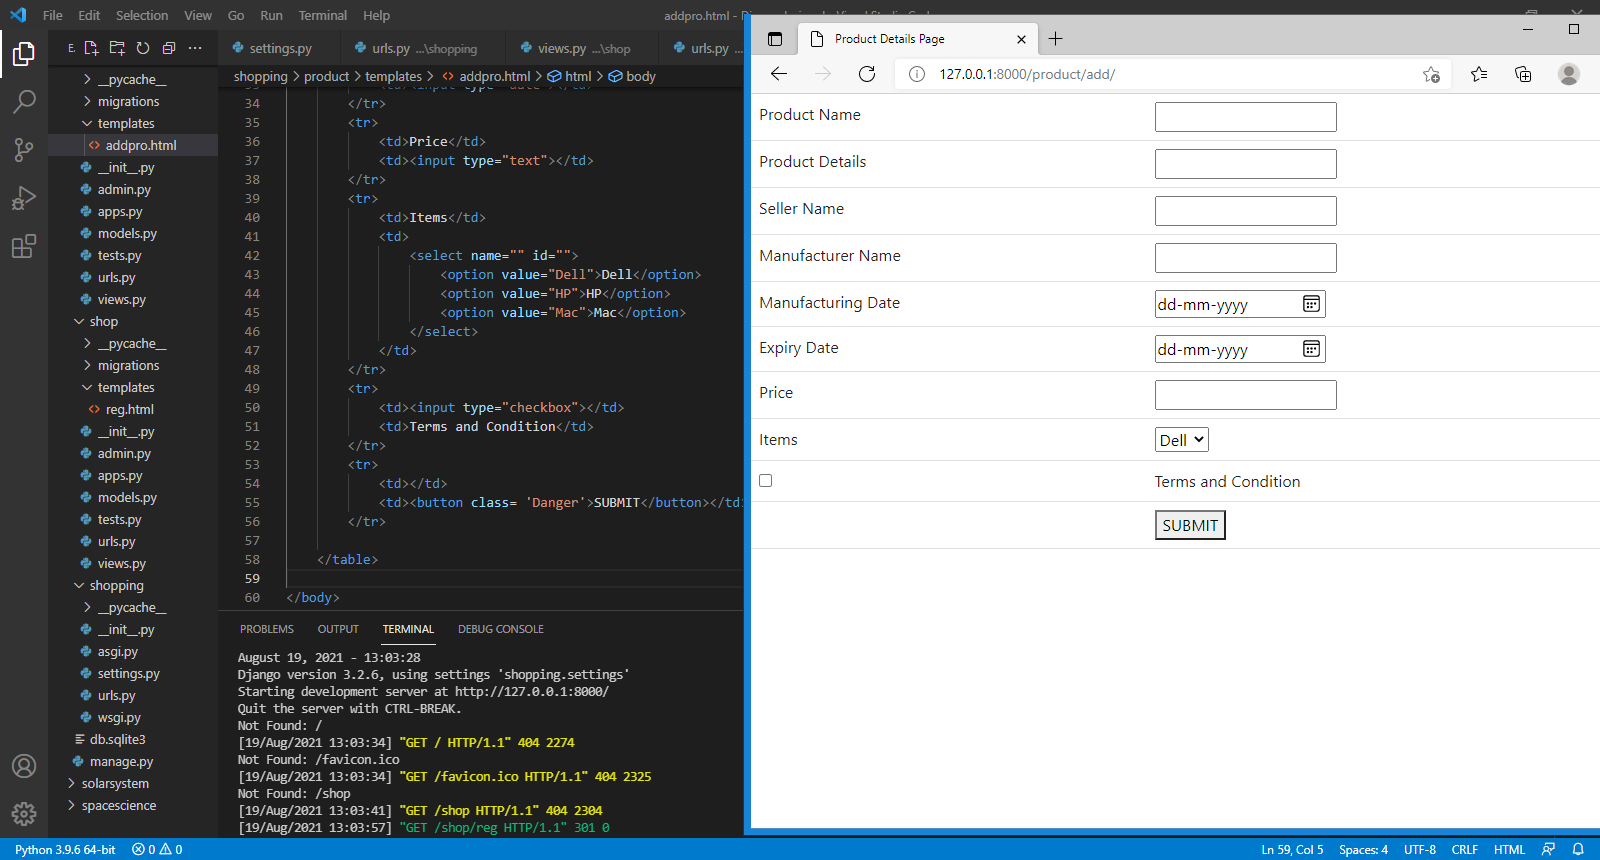 File Edit Selection View Go Run Terminal Help
addpro.html -
E.
__pycache__
migrations
templates
addpro.html
__init__.py
admin.py
apps.py
models.py
tests.py
urls.py
views.py
shop
__pycache__
migrations
templates
reg.html
__init__.py
admin.py
apps.py
models.py
tests.py
urls.py
views.py
shopping
__pycache__
__init__.py
asgi.py
settings.py
urls.py
wsgi.py
db.sqlite3
manage.py
solarsystem
spacescience
settings.py urls.py ...\shopping views.py ...\shop urls.py ...
shopping > product > templates > <> addpro.html > html > body
34 </tr>
35 <tr>
36 <td>Price</td>
37 <td><input type="text"></td>
38 </tr>
39 <tr>
40 <td>Items</td>
41 <td>
42 <select name="" id="">
43 <option value="Dell">Dell</option>
44 <option value="HP">HP</option>
45 <option value="Mac">Mac</option>
46 </select>
47 </td>
48 </tr>
49 <tr>
50 <td><input type="checkbox"></td>
51 <td>Terms and Condition</td>
52 </tr>
53 <tr>
54 <td></td>
55 <td><button class= 'Danger'>SUBMIT</button></td
56 </tr>
57
58 </table>
59
60 </body>
PROBLEMS OUTPUT TERMINAL DEBUG CONSOLE
August 19, 2021 - 13:03:28
Django version 3.2.6, using settings 'shopping.settings'
Starting development server at http://127.0.0.1:8000/
Quit the server with CTRL-BREAK.
Not Found: /
[19/Aug/2021 13:03:34] "GET / HTTP/1.1" 404 2274
Not Found: /favicon.ico
[19/Aug/2021 13:03:34] "GET /favicon.ico HTTP/1.1" 404 2325
Not Found: /shop
[19/Aug/2021 13:03:41] "GET /shop HTTP/1.1" 404 2304
[19/Aug/2021 13:03:57] "GET /shop/reg HTTP/1.1" 301 0
Product Details Page
127.0.0.1:8000/product/add/
Product Name
Product Details
Seller Name
Manufacturer Name
Manufacturing Date dd-mm-yyyy
Expiry Date dd-mm-yyyy
Price
Items Dell
Terms and Condition
SUBMIT
Python 3.9.6 64-bit 0 0 Ln 59, Col 5 Spaces: 4 UTF-8 CRLF HTML